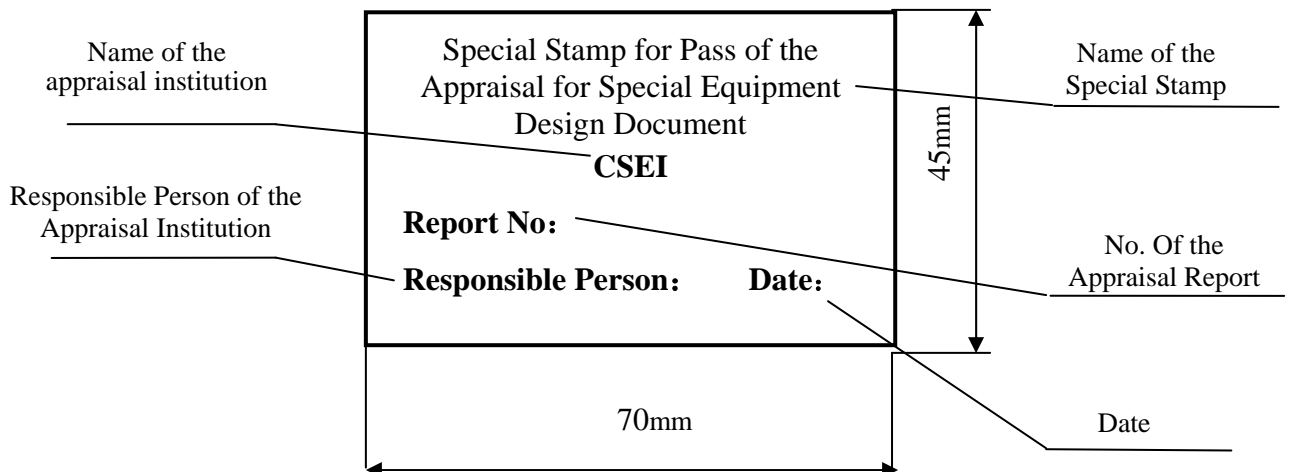 Name of the
appraisal institution
Responsible Person of the
Appraisal Institution
Special Stamp for Pass of the
Appraisal for Special Equipment
Design Document
CSEI
Report No：
Responsible Person： Date：
45mm
70mm
Name of the
Special Stamp
No. Of the
Appraisal Report
Date